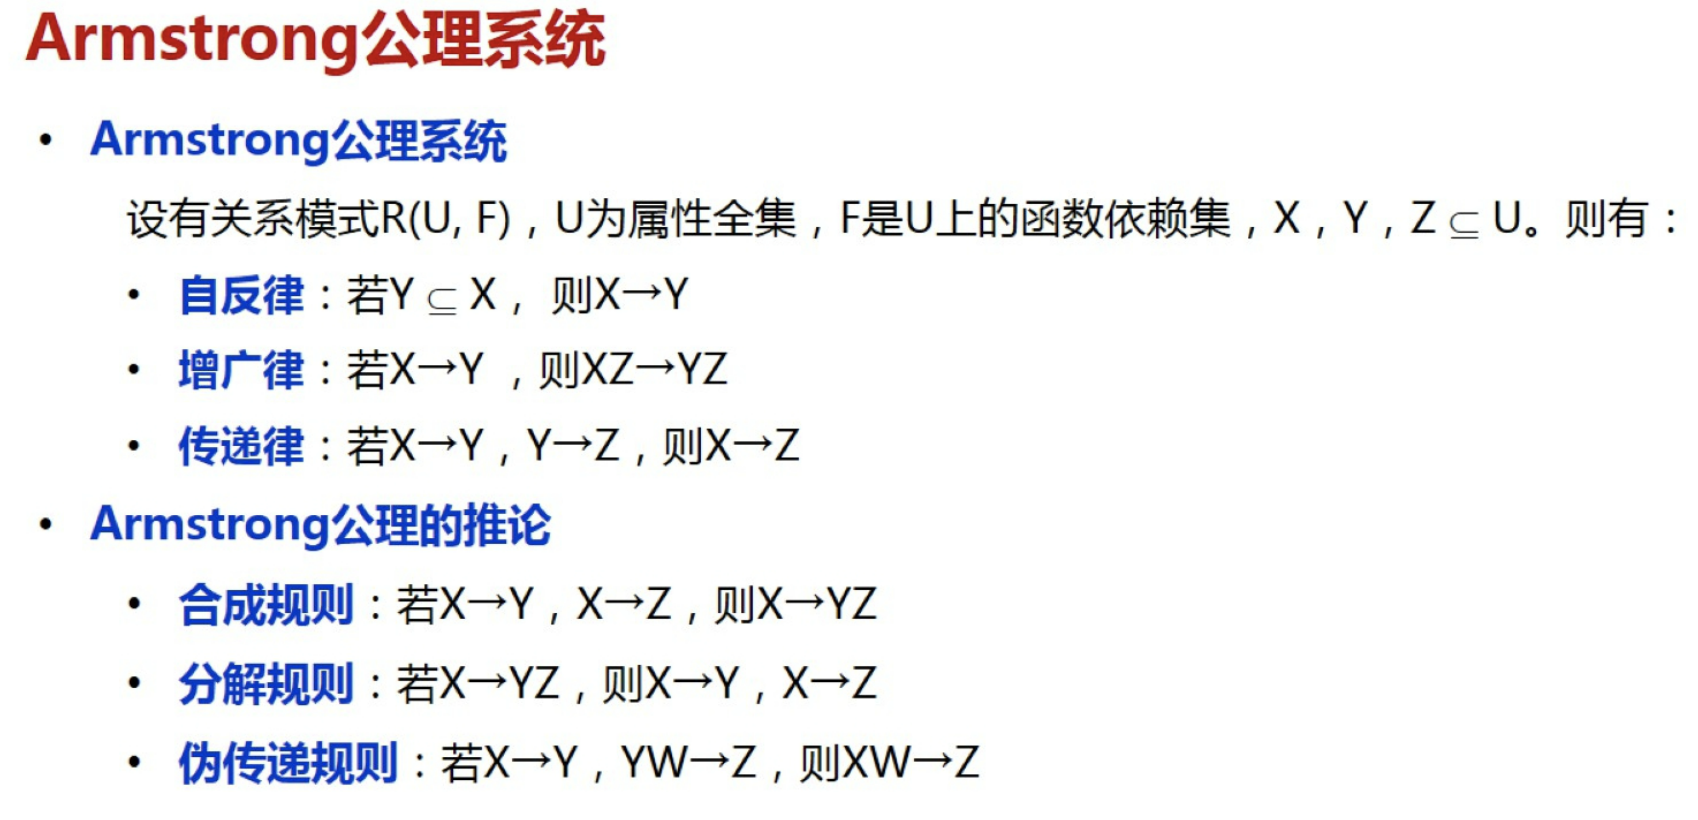 Armstrong公理系统
• Armstrong公理系统
设有关系模式R(U, F)，U为属性全集，F是U上的函数依赖集，X，Y，Z ⊆ U。则有：
• 自反律：若Y ⊆ X， 则X→Y
• 增广律：若X→Y ，则XZ→YZ
• 传递律：若X→Y，Y→Z，则X→Z
• Armstrong公理的推论
• 合成规则：若X→Y，X→Z，则X→YZ
• 分解规则：若X→YZ，则X→Y，X→Z
• 伪传递规则：若X→Y，YW→Z，则XW→Z